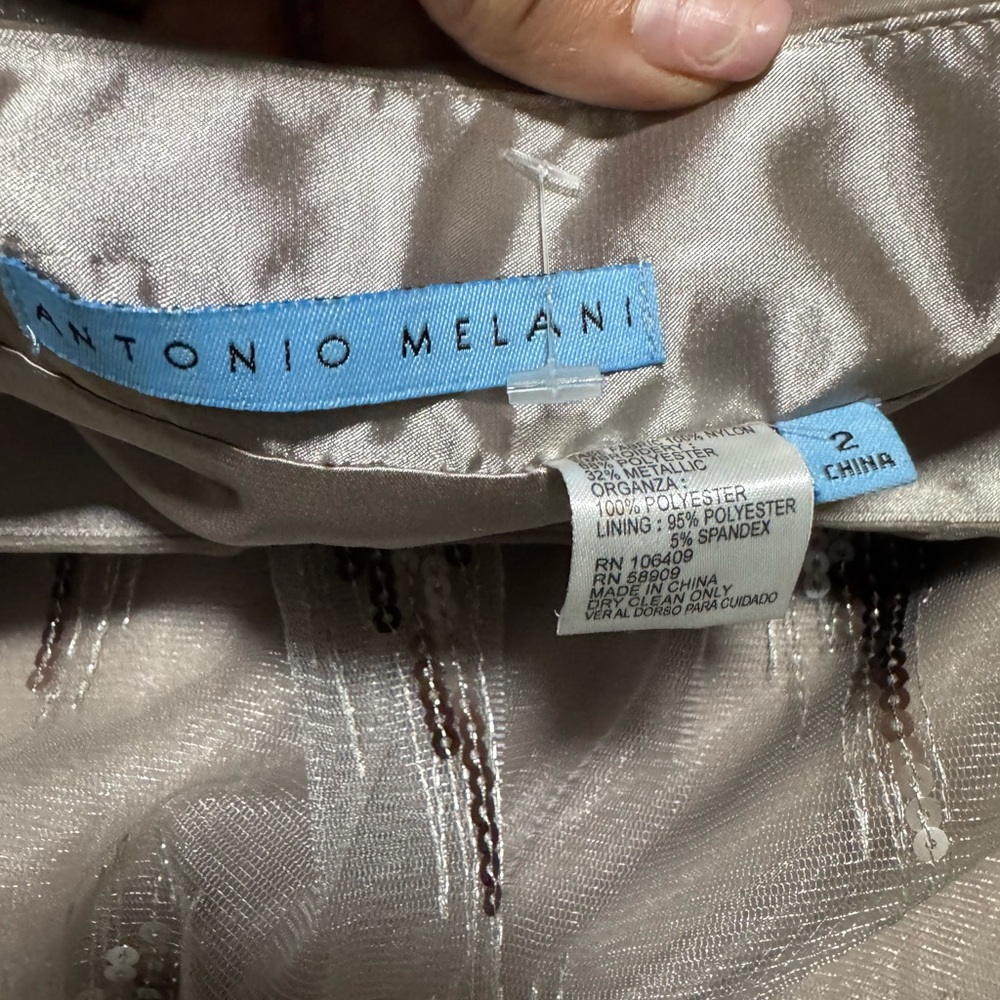 ANTONIO MELANI
2
CHINA
100% NYLON
POLYESTER
32% METALLIC
ORGANZA :
100% POLYESTER
LINING : 95% POLYESTER
5% SPANDEX
RN 106409
RN 58909
MADE IN CHINA
DRY CLEAN ONLY
VER AL DORSO PARA CUIDADO